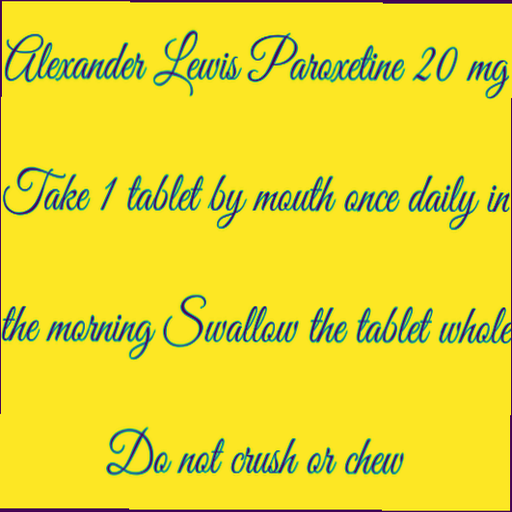 Alexander Lewis Paroxetine 20 mg
Take 1 tablet by mouth once daily in
the morning Swallow the tablet whole
Do not crush or chew